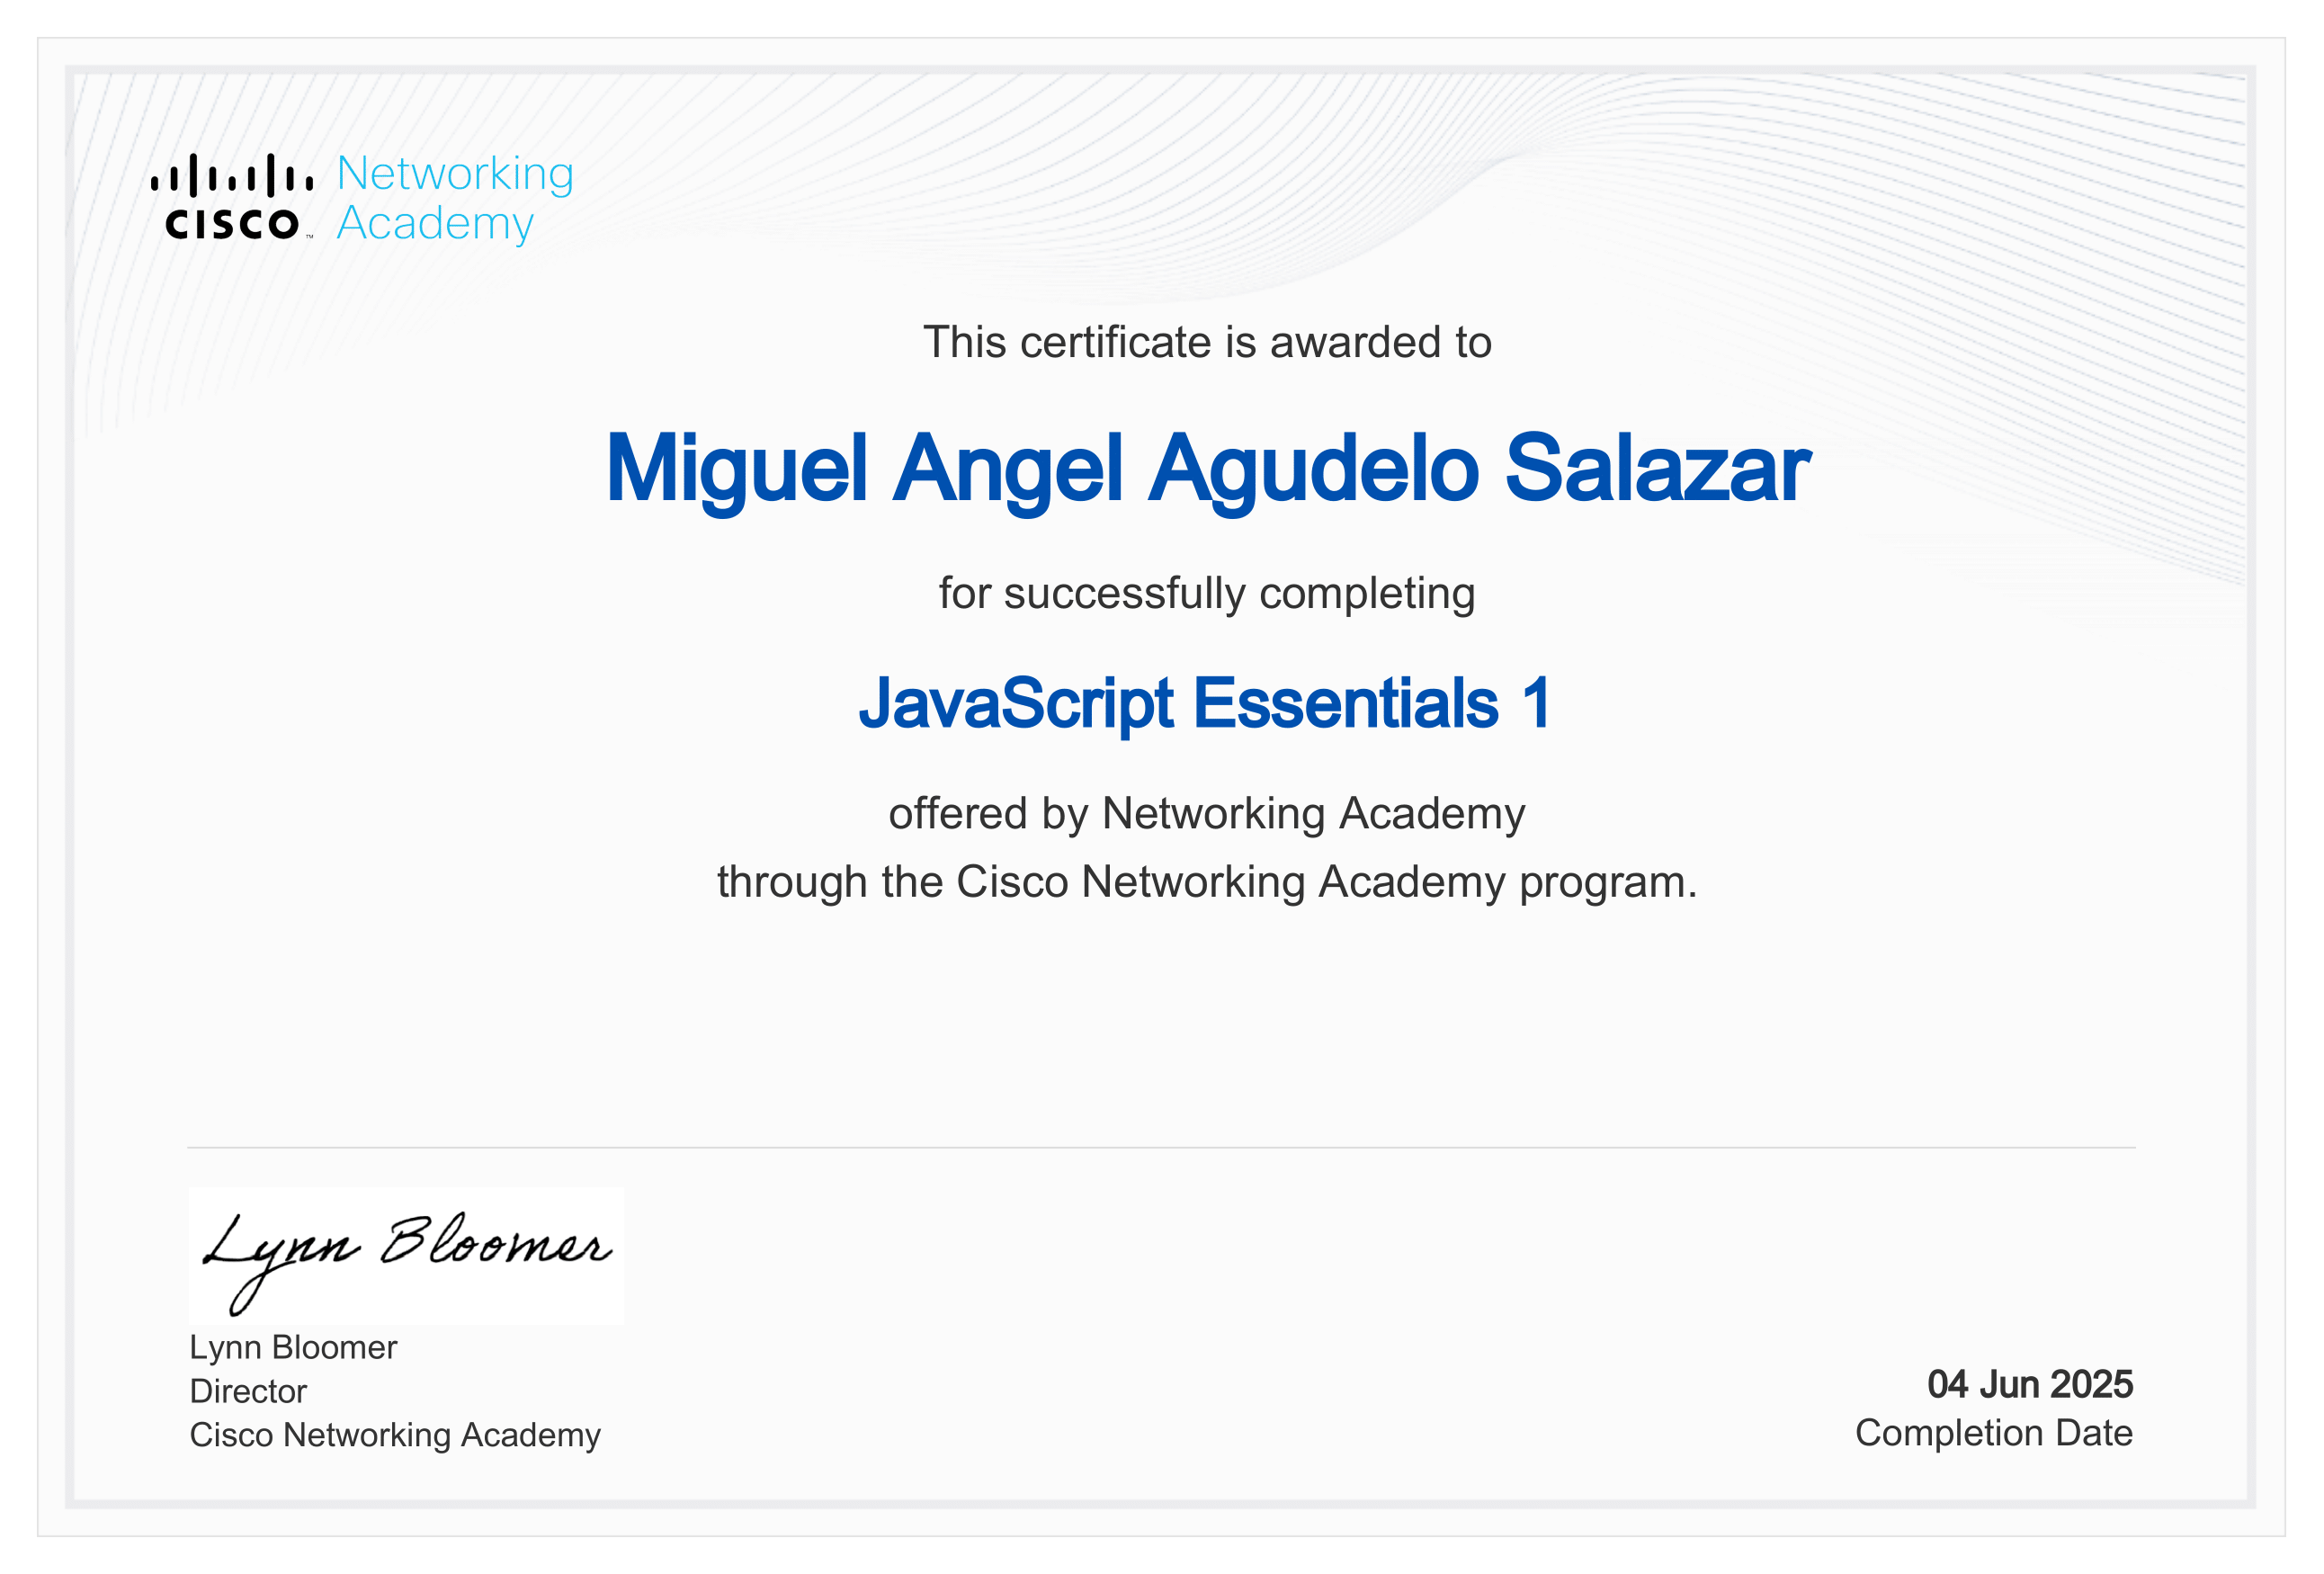 CISCO™
Networking
Academy
This certificate is awarded to
Miguel Angel Agudelo Salazar
for successfully completing
JavaScript Essentials 1
offered by Networking Academy
through the Cisco Networking Academy program.
Lynn Bloomer
Lynn Bloomer
Director
Cisco Networking Academy
04 Jun 2025
Completion Date